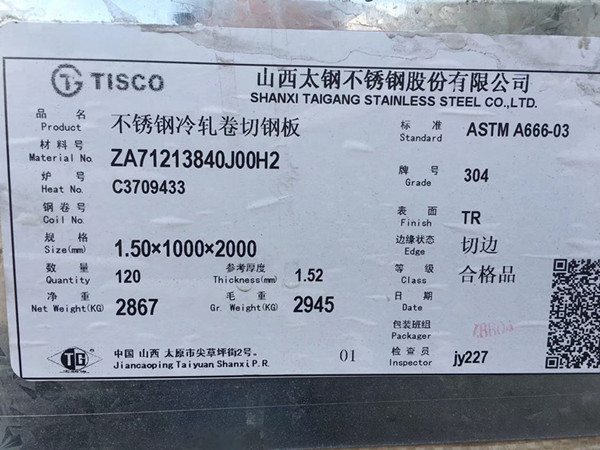 TISCO
山西太钢不锈钢股份有限公司
SHANXI TAIGANG STAINLESS STEEL CO.,LTD.
品名 不锈钢冷轧卷切钢板 标准 ASTM A666-03
Product Standard
材料号 ZA71213840J00H2
Material No.
炉号 C3709433 牌号 304
Heat No. Grade
钢卷号 表面 TR
Coil No. Finish
规格 1.50×1000×2000 边缘状态 切边
Size(mm) Edge
数量 120 参考厚度 1.52 等级 合格品
Quantity Thickness(mm) Class
净重 2867 毛重 2945 日期
Net Weight(KG) Gr. Weight(KG) Date
包装班组
Packager
中国 山西 太原市尖草坪街2号。 01 检查员 jy227
Jiancaoping Taiyuan Shanxi P.R. Inspector